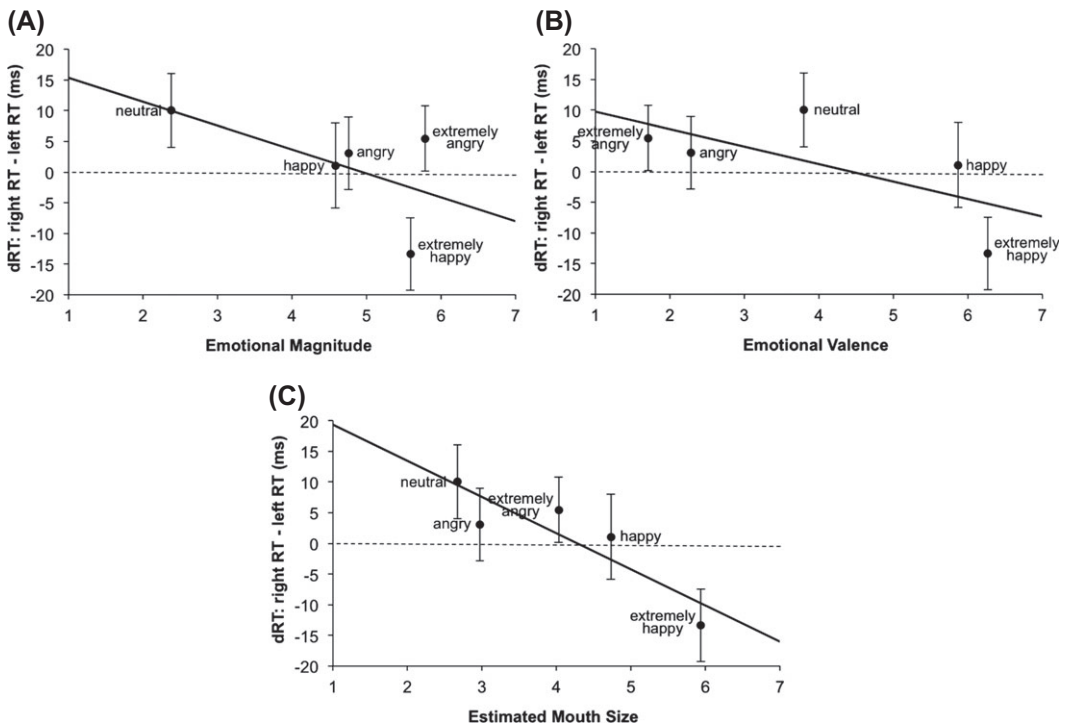 (A)
dRT: right RT - left RT (ms)
20
15
10
5
0
-5
-10
-15
-20
neutral
happy
angry
extremely
angry
extremely
happy
1 2 3 4 5 6 7
Emotional Magnitude
(B)
dRT: right RT - left RT (ms)
20
15
10
5
0
-5
-10
-15
-20
extremely
angry
angry
neutral
happy
extremely
happy
1 2 3 4 5 6 7
Emotional Valence
(C)
dRT: right RT - left RT (ms)
20
15
10
5
0
-5
-10
-15
-20
neutral
angry
extremely
angry
happy
extremely
happy
1 2 3 4 5 6 7
Estimated Mouth Size